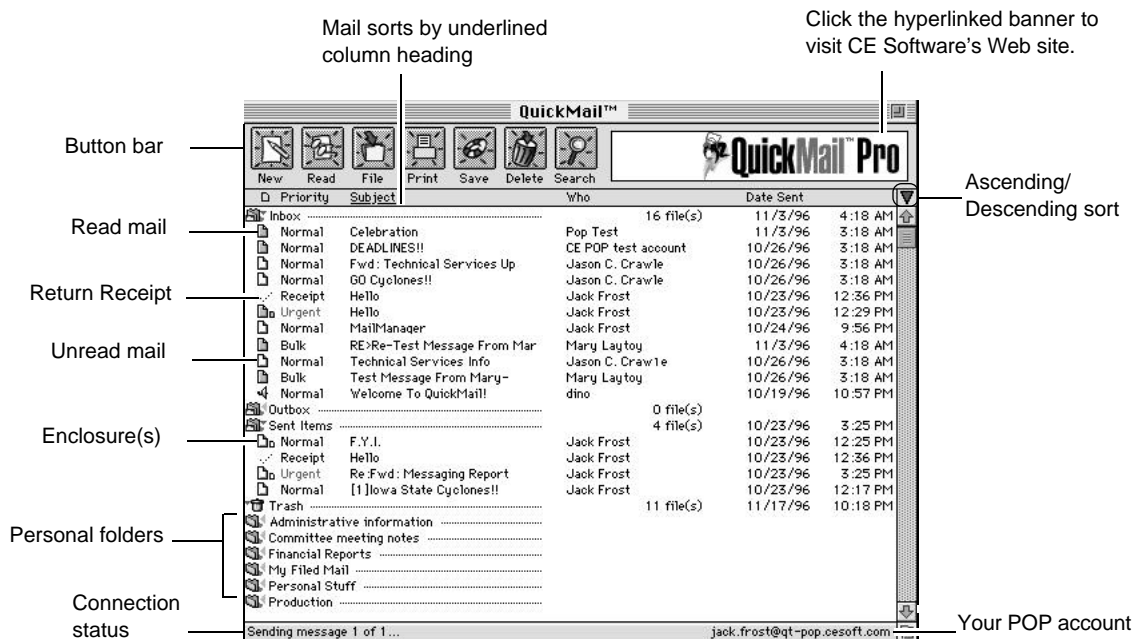 Mail sorts by underlined
column heading
Click the hyperlinked banner to
visit CE Software's Web site.
QuickMail™
Button bar
New Read File Print Save Delete Search
QuickMail™ Pro
Priority Subject Who Date Sent
Ascending/
Descending sort
Inbox 16 file(s) 11/3/96 4:18 AM
Read mail
Normal Celebration Pop Test 11/3/96 3:18 AM
Normal DEADLINES!! CE POP test account 10/26/96 3:18 AM
Normal Fwd: Technical Services Up Jason C. Crawle 10/26/96 3:18 AM
Normal GO Cyclones!! Jason C. Crawle 10/26/96 3:18 AM
Return Receipt
Receipt Hello Jack Frost 10/23/96 12:36 PM
Urgent Hello Jack Frost 10/23/96 12:29 PM
Normal MailManager Jack Frost 10/24/96 9:56 PM
Unread mail
Bulk RE>Re-Test Message From Mar Mary Laytoy 11/3/96 4:18 AM
Normal Technical Services Info Jason C. Crawle 10/26/96 3:18 AM
Bulk Test Message From Mary- Mary Laytoy 10/26/96 3:18 AM
Normal Welcome To QuickMail! dino 10/19/96 10:57 PM
Outbox 0 file(s)
Sent Items 4 file(s) 10/23/96 3:25 PM
Enclosure(s)
Normal F.Y.I. Jack Frost 10/23/96 12:25 PM
Receipt Hello Jack Frost 10/23/96 12:36 PM
Urgent Re:Fwd: Messaging Report Jack Frost 10/23/96 3:25 PM
Normal [1]Iowa State Cyclones!! Jack Frost 10/23/96 12:17 PM
Trash 11 file(s) 11/17/96 10:18 PM
Personal folders
Administrative information
Committee meeting notes
Financial Reports
My Filed Mail
Personal Stuff
Production
Connection
status
Sending message 1 of 1... jack.frost@qt-pop.cesoft.com
Your POP account